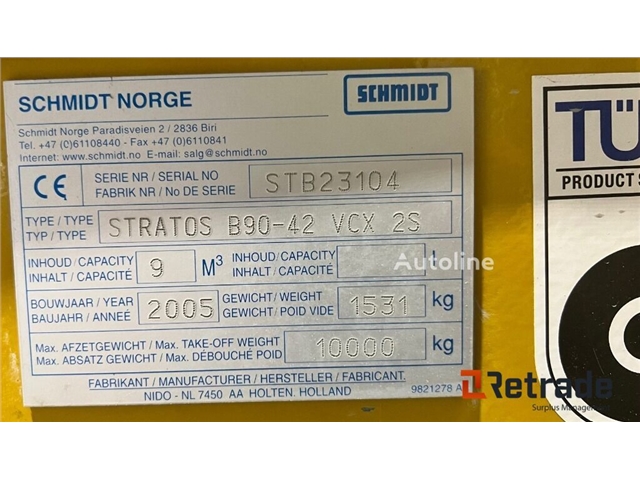 SCHMIDT NORGE
SCHMIDT
Schmidt Norge Paradisveien 2 / 2836 Biri
Tel. +47 (0)61108440 - Fax +47 (0)6110841
Internet: www.schmidt.no E-mail: salg@schmidt.no
CE
SERIE NR / SERIAL NO
FABRIK NR / No DE SERIE
STB23104
TYPE / TYPE
TYP / TYPE
STRATOS B90-42 VCX 2S
INHOUD / CAPACITY
INHALT / CAPACITY
9 M³
INHOUD / CAPACITY
INHALT / CAPACITY
L
BOUWJAAR / YEAR
BAUJAHR / ANNEÉ
2005
GEWICHT / WEIGHT
GEWICHT / POID VIDE
1531 kg
Max. AFZETGEWICHT / Max. TAKE-OFF WEIGHT
Max. ABSATZ GEWICHT / Max. DÉBOUCHÉ POID
10000 kg
FABRIKANT / MANUFACTURER / HERSTELLER / FABRICANT.
NIDO - NL 7450 AA HOLTEN. HOLLAND
9821278 A
TÜ
PRODUCT S
Autoline
Retrade
Surplus Manage